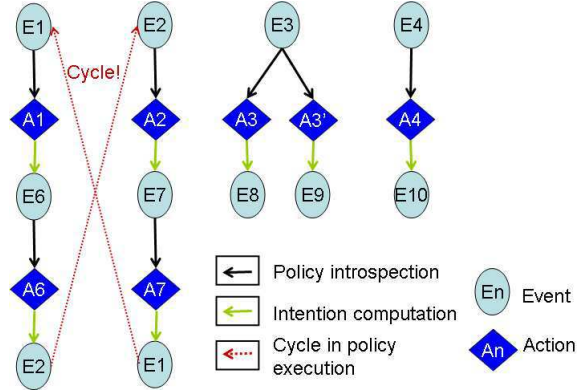 E1
E2
E3
E4
Cycle!
A1
A2
A3
A3'
A4
E6
E7
E8
E9
E10
A6
A7
E2
E1
Policy introspection
Intention computation
Cycle in policy
execution
En
Event
An
Action